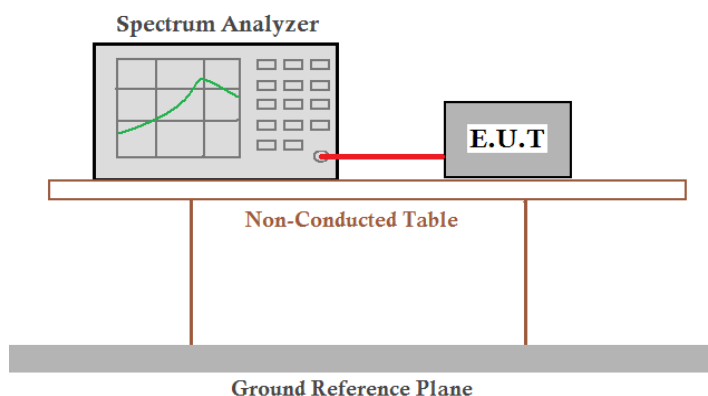 Spectrum Analyzer
E.U.T
Non-Conducted Table
Ground Reference Plane